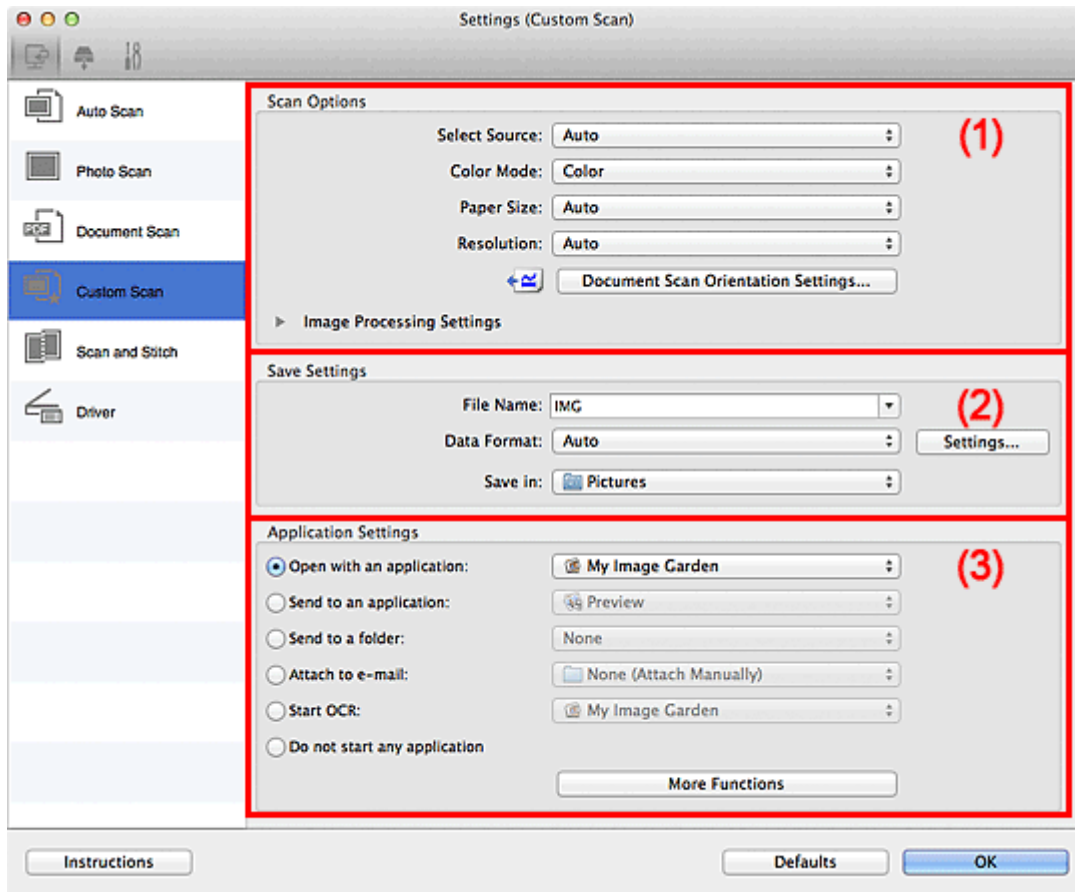 Settings (Custom Scan)
Auto Scan
Photo Scan
PDF
Document Scan
Custom Scan
Scan and Stitch
Driver
Scan Options
(1)
Select Source: Auto
Color Mode: Color
Paper Size: Auto
Resolution: Auto
Document Scan Orientation Settings...
Image Processing Settings
Save Settings
(2)
File Name: IMG
Data Format: Auto
Settings...
Save in: Pictures
Application Settings
(3)
Open with an application: My Image Garden
Send to an application: Preview
Send to a folder: None
Attach to e-mail: None (Attach Manually)
Start OCR: My Image Garden
Do not start any application
More Functions
Instructions
Defaults
OK